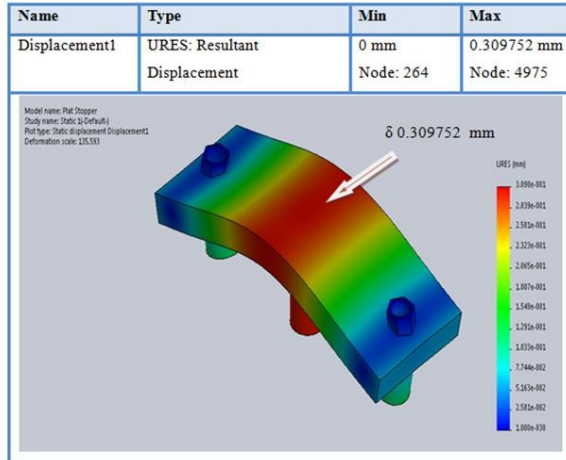 Name Type Min Max
Displacement1 URES: Resultant 0 mm 0.309752 mm
Displacement Node: 264 Node: 4975
Model name: Plat Stopper
Study name: Static 1(-Default-)
Plot type: Static displacement Displacement1
Deformation scale: 135.593
δ 0.309752 mm
URES (mm)
3.098e-001
2.839e-001
2.581e-001
2.323e-001
2.065e-001
1.807e-001
1.549e-001
1.291e-001
1.033e-001
7.744e-002
5.163e-002
2.581e-002
1.000e-030